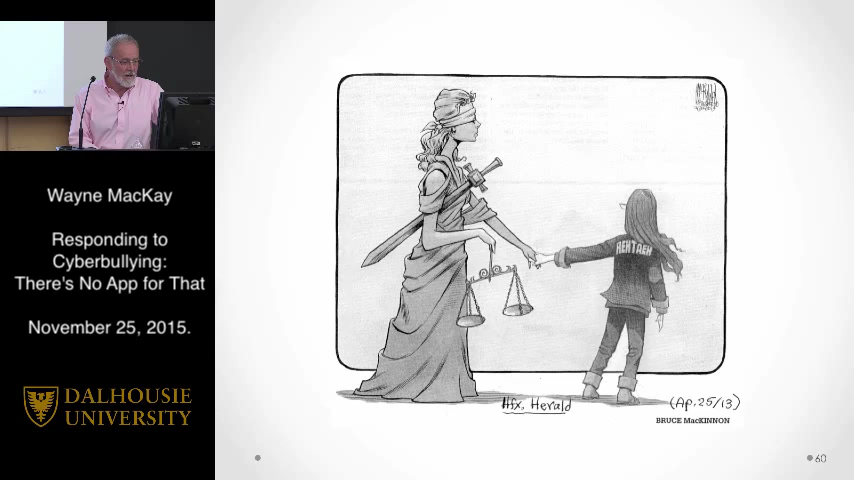 Wayne MacKay
Responding to
Cyberbullying:
There's No App for That
November 25, 2015.
DALHOUSIE
UNIVERSITY
REHTAEH
Hfx. Herald
(Ap. 25/13)
BRUCE MacKINNON
60